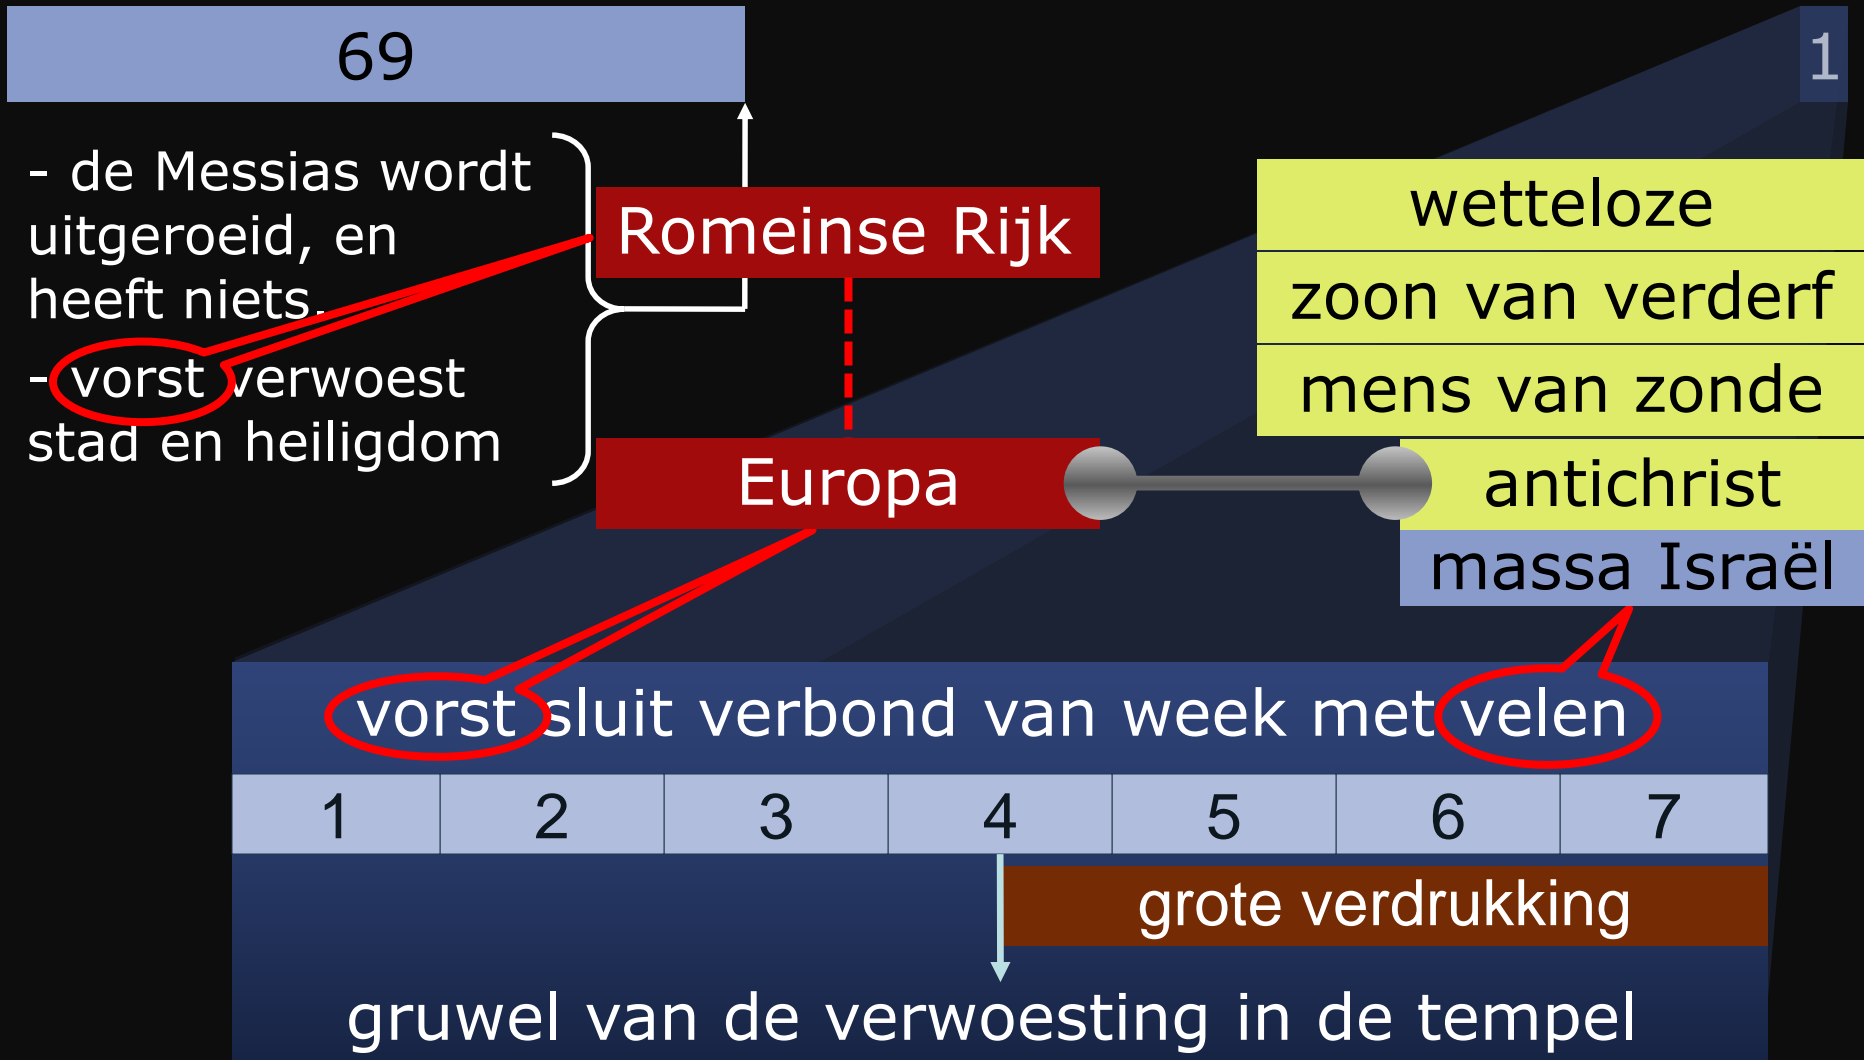 69
1
- de Messias wordt
uitgeroeid, en
heeft niets.
- vorst verwoest
stad en heiligdom
Romeinse Rijk
Europa
wetteloze
zoon van verderf
mens van zonde
antichrist
massa Israël
vorst sluit verbond van week met velen
1 2 3 4 5 6 7
grote verdrukking
gruwel van de verwoesting in de tempel